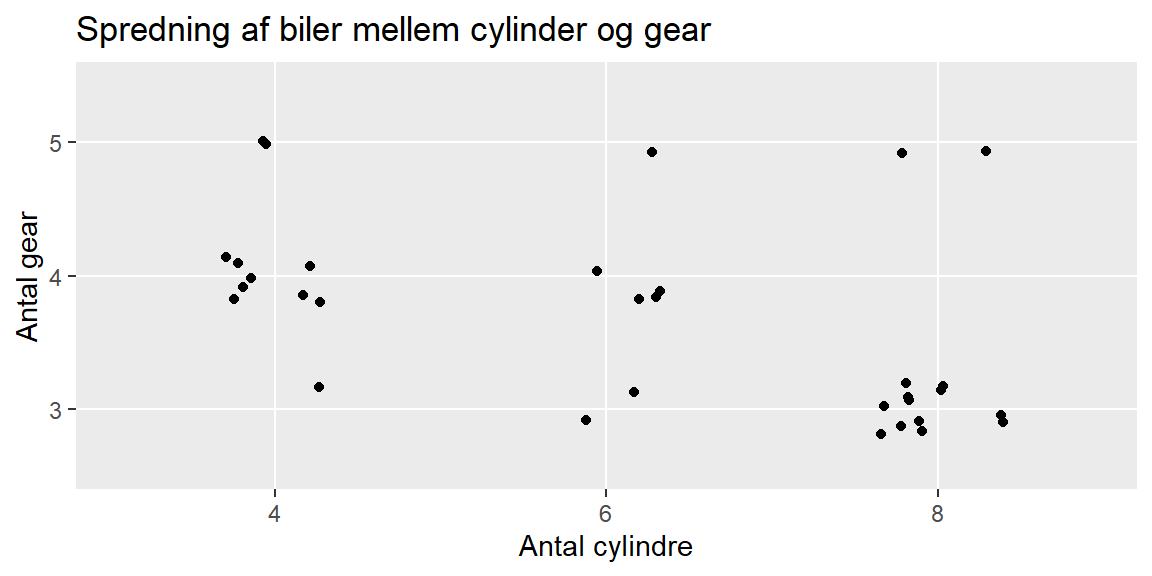 Spredning af biler mellem cylinder og gear
Antal gear
5
4
3
4 6 8
Antal cylindre